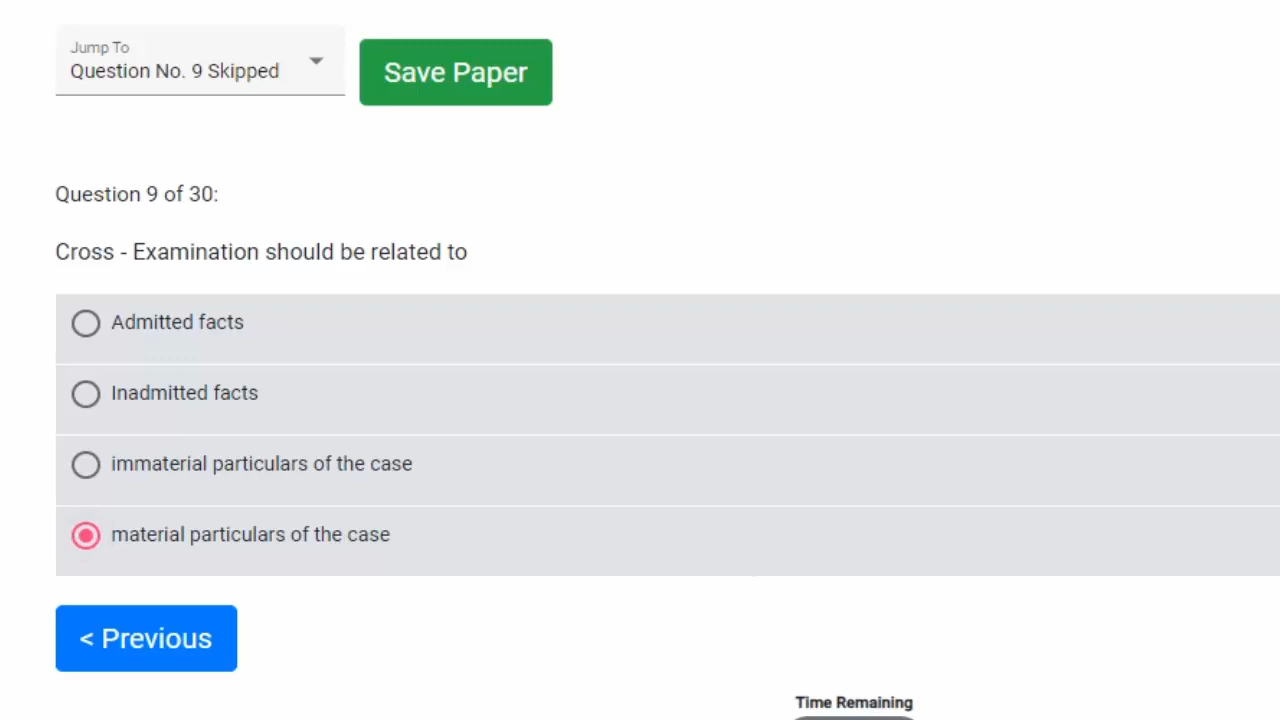 Jump To
Question No. 9 Skipped
Save Paper
Question 9 of 30:
Cross - Examination should be related to
Admitted facts
Inadmitted facts
immaterial particulars of the case
material particulars of the case
< Previous
Time Remaining